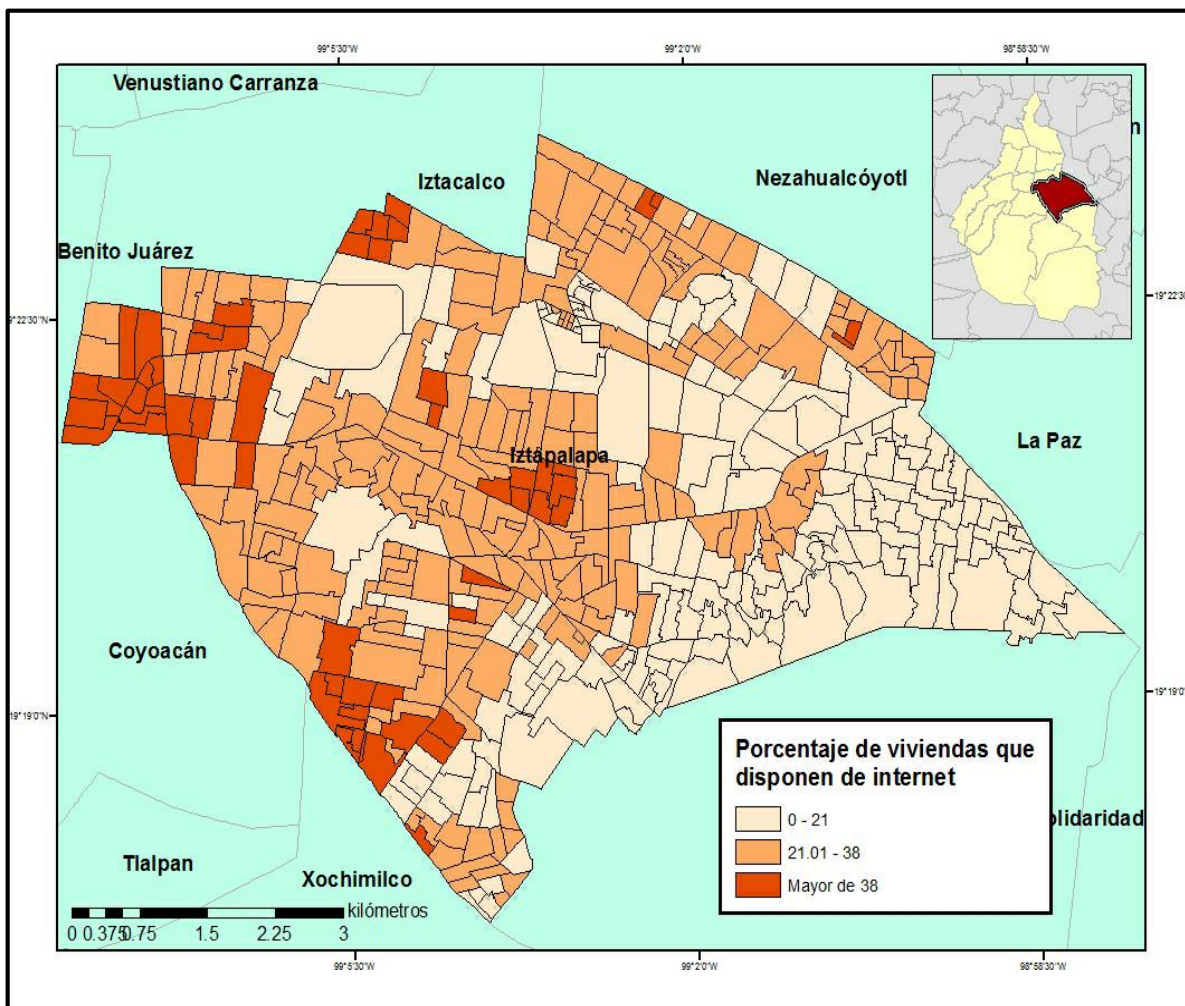 99°5'30"W
99°2'0"W
98°58'30"W
Venustiano Carranza
n
Iztacalco
Nezahualcóyotl
Benito Juárez
9°22'30"N
19°22'30"
Iztapalapa
La Paz
Coyoacán
9°19'0"N
19°19'0"N
Porcentaje de viviendas que
disponen de internet
0 - 21
21.01 - 38
Mayor de 38
olidaridad
Tlalpan
Xochimilco
kilómetros
0 0.375 0.75 1.5 2.25 3
99°5'30"W
99°2'0"W
98°58'30"W